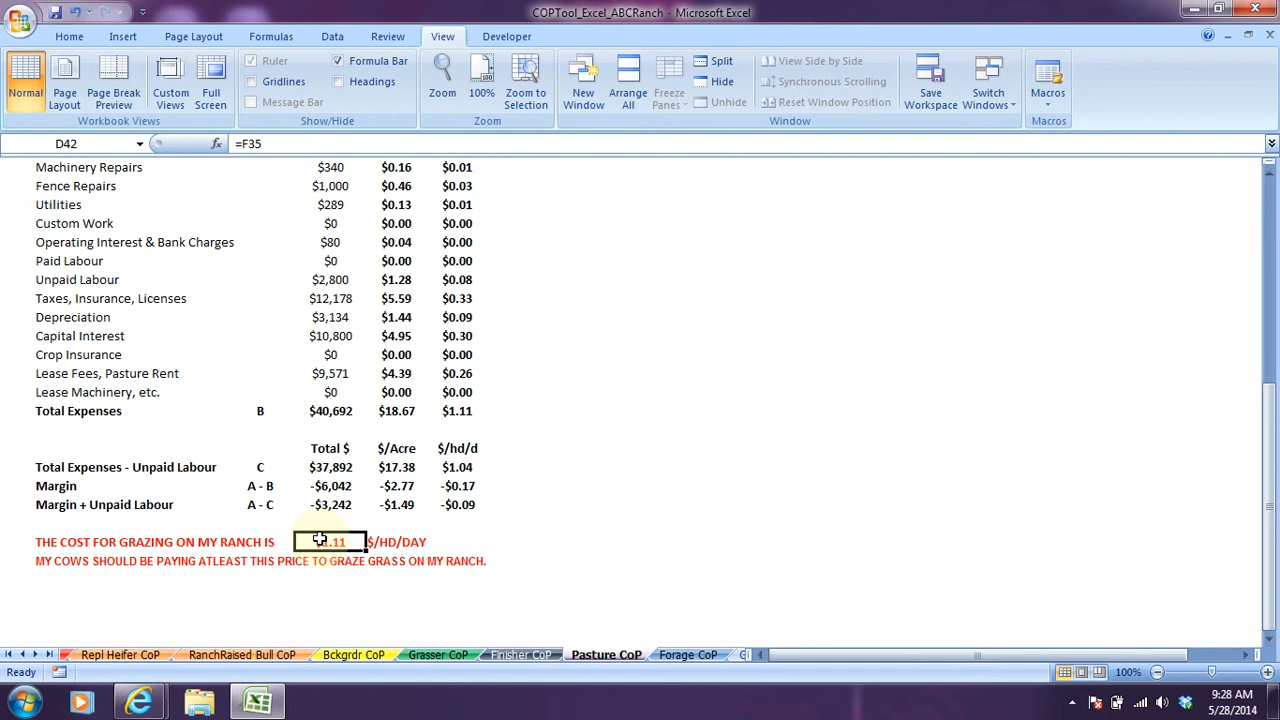 COPTool_Excel_ABCRanch - Microsoft Excel
Home Insert Page Layout Formulas Data Review View Developer
Ruler Formula Bar
Gridlines Headings
Message Bar
Normal Page Layout Page Break Preview Custom Views Full Screen
Zoom 100% Zoom to Selection
New Window Arrange All Freeze Panes
Split
Hide
Unhide
View Side by Side
Synchronous Scrolling
Reset Window Position
Save Workspace Switch Windows Macros
Workbook Views Show/Hide Zoom Window Macros
D42 fx =F35
Machinery Repairs $340 $0.16 $0.01
Fence Repairs $1,000 $0.46 $0.03
Utilities $289 $0.13 $0.01
Custom Work $0 $0.00 $0.00
Operating Interest & Bank Charges $80 $0.04 $0.00
Paid Labour $0 $0.00 $0.00
Unpaid Labour $2,800 $1.28 $0.08
Taxes, Insurance, Licenses $12,178 $5.59 $0.33
Depreciation $3,134 $1.44 $0.09
Capital Interest $10,800 $4.95 $0.30
Crop Insurance $0 $0.00 $0.00
Lease Fees, Pasture Rent $9,571 $4.39 $0.26
Lease Machinery, etc. $0 $0.00 $0.00
Total Expenses B $40,692 $18.67 $1.11
Total $ $/Acre $/hd/d
Total Expenses - Unpaid Labour C $37,892 $17.38 $1.04
Margin A - B -$6,042 -$2.77 -$0.17
Margin + Unpaid Labour A - C -$3,242 -$1.49 -$0.09
THE COST FOR GRAZING ON MY RANCH IS $1.11 $/HD/DAY
MY COWS SHOULD BE PAYING ATLEAST THIS PRICE TO GRAZE GRASS ON MY RANCH.
Repl Heifer CoP RanchRaised Bull CoP Bckgrdr CoP Grasser CoP Finisher CoP Pasture CoP Forage CoP
Ready 100%
9:28 AM
5/28/2014